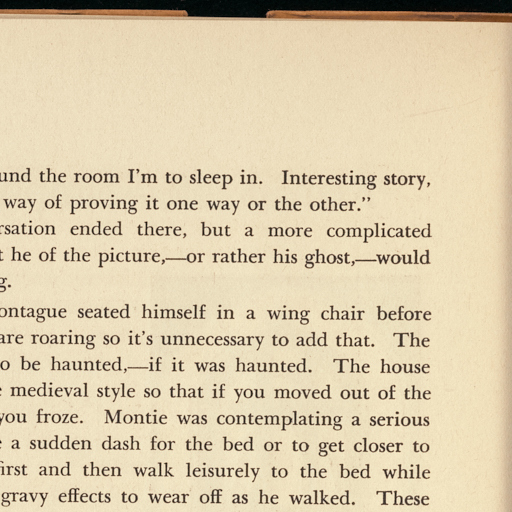 und the room I'm to sleep in. Interesting story,
way of proving it one way or the other."
rsation ended there, but a more complicated
t he of the picture,—or rather his ghost,—would
g.
ontague seated himself in a wing chair before
are roaring so it's unnecessary to add that. The
o be haunted,—if it was haunted. The house
e medieval style so that if you moved out of the
you froze. Montie was contemplating a serious
e a sudden dash for the bed or to get closer to
first and then walk leisurely to the bed while
gravy effects to wear off as he walked. These